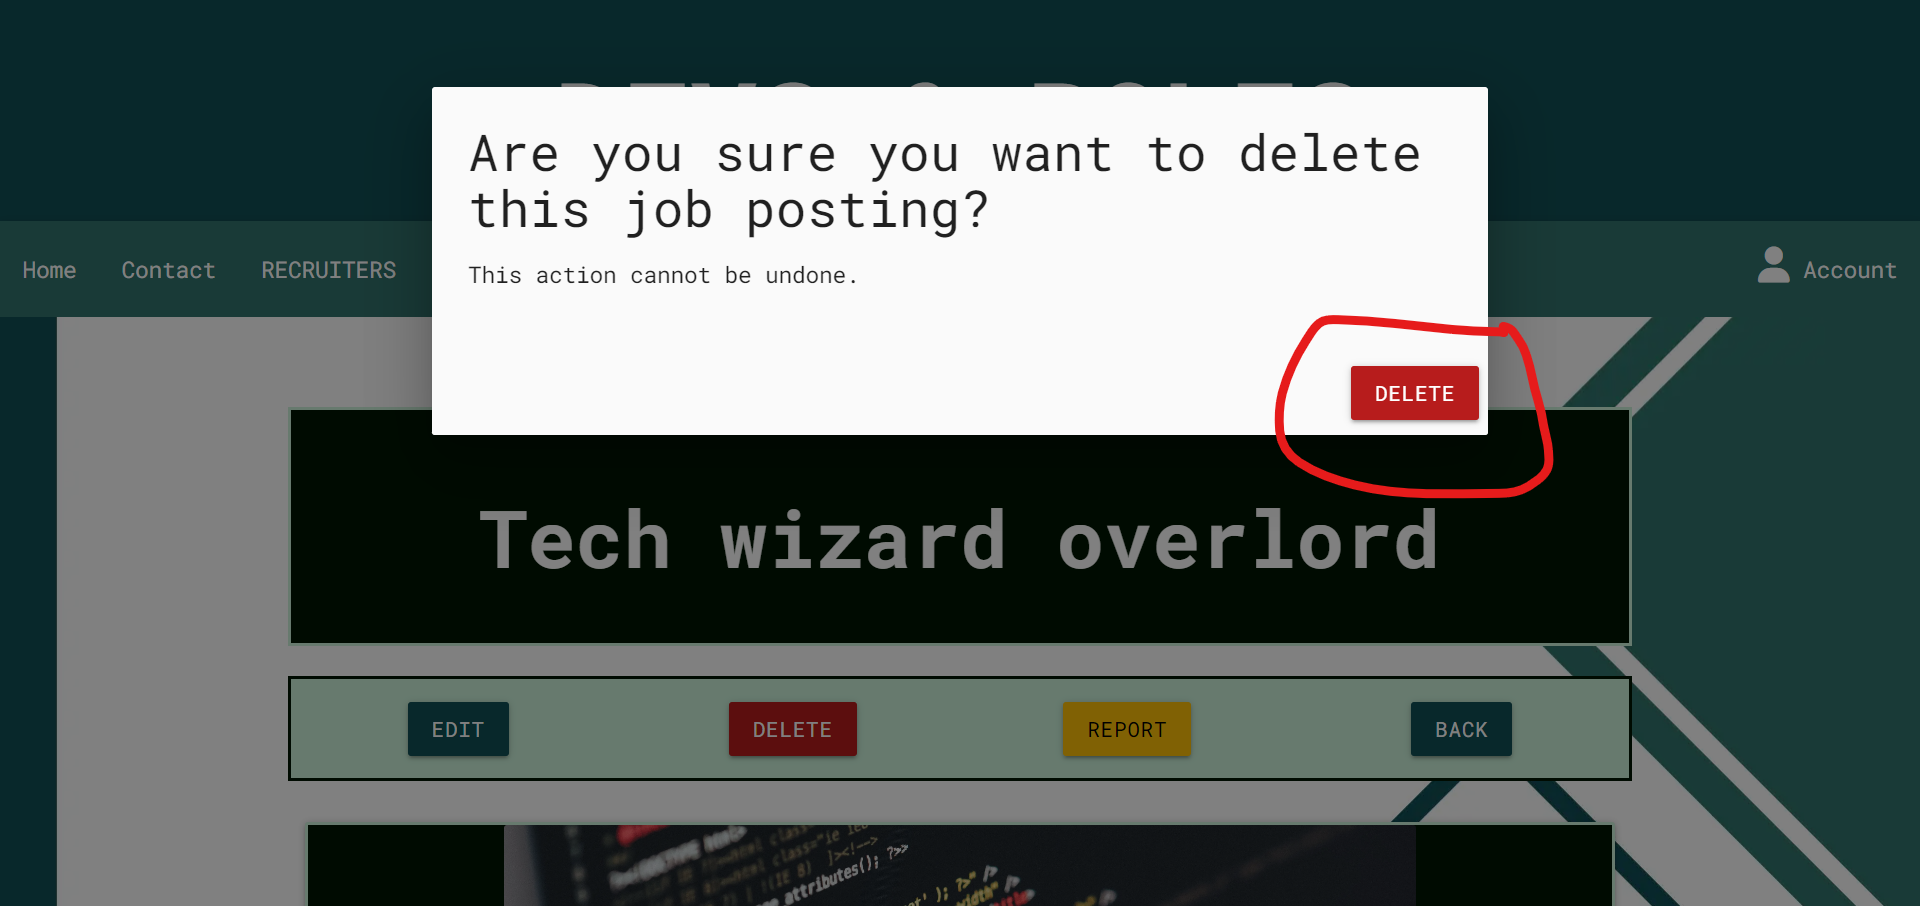 Are you sure you want to delete
this job posting?
This action cannot be undone.
DELETE
Home Contact RECRUITERS
Account
Tech wizard overlord
EDIT DELETE REPORT BACK
attributes(); ?>>